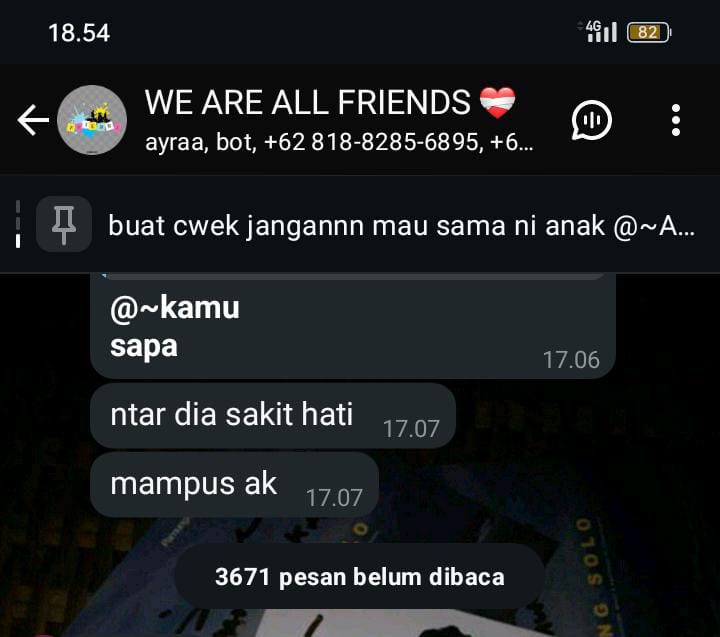 18.54
4G
82
WE ARE ALL FRIENDS ❤️‍🩹
ayraa, bot, +62 818-8285-6895, +6...
buat cwek jangannn mau sama ni anak @~A...
@~kamu
sapa
17.06
ntar dia sakit hati
17.07
mampus ak
17.07
3671 pesan belum dibaca
NG SOLO